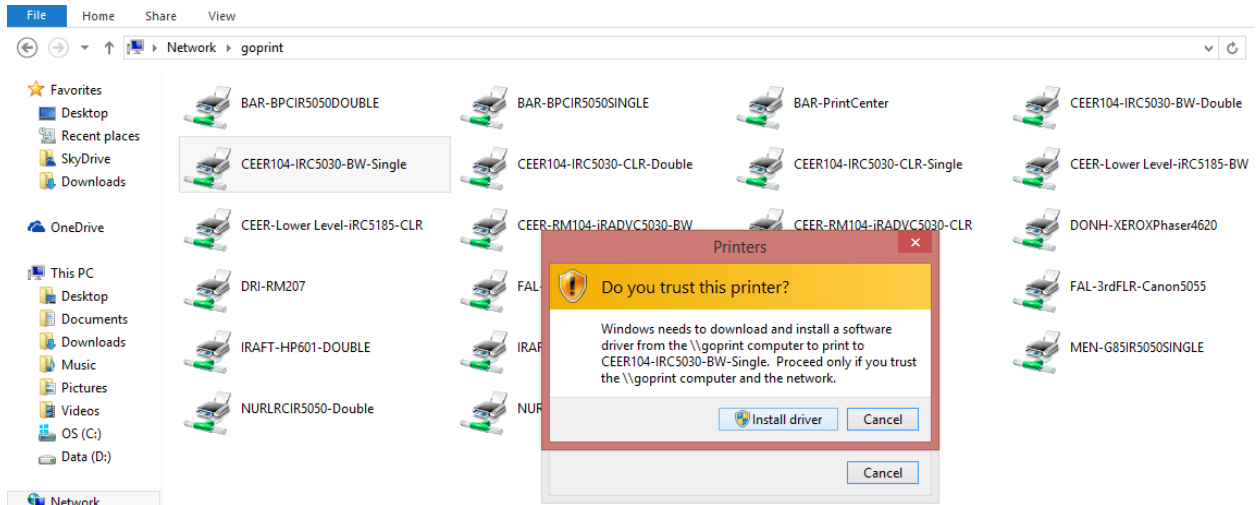 File Home Share View
Network goprint
Favorites
Desktop
Recent places
SkyDrive
Downloads
OneDrive
This PC
Desktop
Documents
Downloads
Music
Pictures
Videos
OS (C:)
Data (D:)
Network
BAR-BPCIR5050DOUBLE BAR-BPCIR5050SINGLE BAR-PrintCenter CEER104-IRC5030-BW-Double
CEER104-IRC5030-BW-Single CEER104-IRC5030-CLR-Double CEER104-IRC5030-CLR-Single CEER-Lower Level-iRC5185-BW
CEER-Lower Level-iRC5185-CLR CEER-RM104-iRADVC5030-BW CEER-RM104-iRADVC5030-CLR DONH-XEROXPhaser4620
DRI-RM207 FAL- FAL-3rdFLR-Canon5055
IRAFT-HP601-DOUBLE IRAF MEN-G85IR5050SINGLE
NURLRCIR5050-Double NUR
Printers
Do you trust this printer?
Windows needs to download and install a software
driver from the \\goprint computer to print to
CEER104-IRC5030-BW-Single. Proceed only if you trust
the \\goprint computer and the network.
Install driver Cancel
Cancel